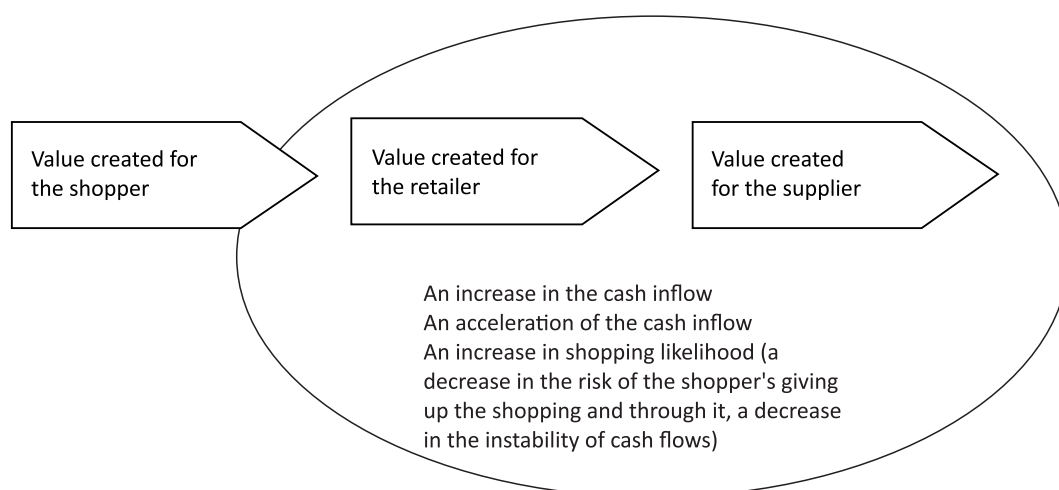 Value created for
the shopper
Value created for
the retailer
Value created
for the supplier
An increase in the cash inflow
An acceleration of the cash inflow
An increase in shopping likelihood (a
decrease in the risk of the shopper's giving
up the shopping and through it, a decrease
in the instability of cash flows)